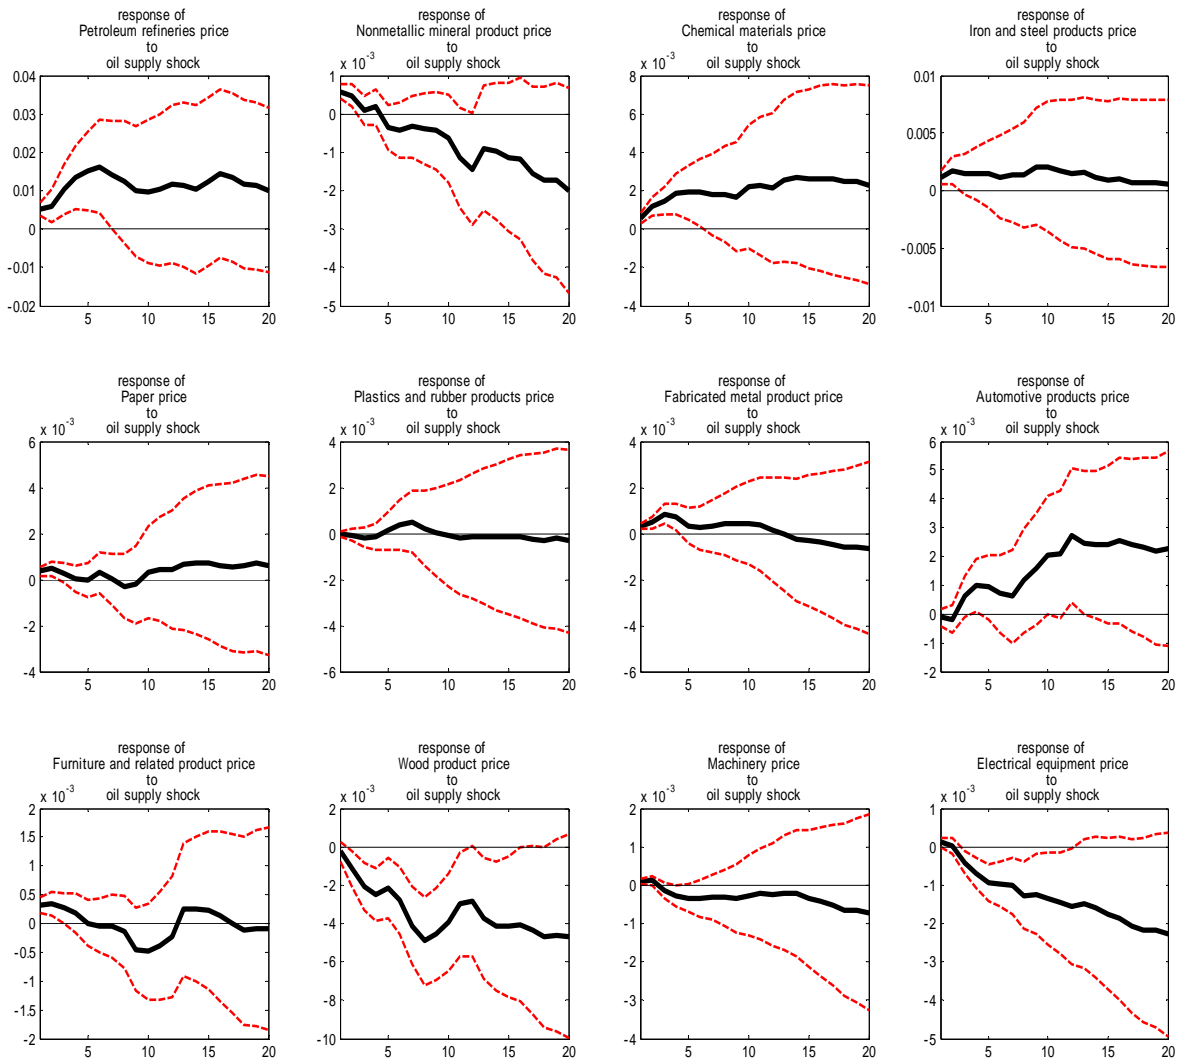 response of
Petroleum refineries price
to
oil supply shock
0.04
0.03
0.02
0.01
0
-0.01
-0.02
5 10 15 20
response of
Nonmetallic mineral product price
to
x 10^-3 oil supply shock
1
0
-1
-2
-3
-4
-5
5 10 15 20
response of
Chemical materials price
to
x 10^-3 oil supply shock
8
6
4
2
0
-2
-4
5 10 15 20
response of
Iron and steel products price
to
oil supply shock
0.01
0.005
0
-0.005
-0.01
5 10 15 20
response of
Paper price
to
x 10^-3 oil supply shock
6
4
2
0
-2
-4
5 10 15 20
response of
Plastics and rubber products price
to
x 10^-3 oil supply shock
4
2
0
-2
-4
-6
5 10 15 20
response of
Fabricated metal product price
to
x 10^-3 oil supply shock
4
2
0
-2
-4
-6
5 10 15 20
response of
Automotive products price
to
x 10^-3 oil supply shock
6
5
4
3
2
1
0
-1
-2
5 10 15 20
response of
Furniture and related product price
to
x 10^-3 oil supply shock
2
1.5
1
0.5
0
-0.5
-1
-1.5
-2
5 10 15 20
response of
Wood product price
to
x 10^-3 oil supply shock
2
0
-2
-4
-6
-8
-10
5 10 15 20
response of
Machinery price
to
x 10^-3 oil supply shock
2
1
0
-1
-2
-3
-4
5 10 15 20
response of
Electrical equipment price
to
x 10^-3 oil supply shock
1
0
-1
-2
-3
-4
-5
5 10 15 20